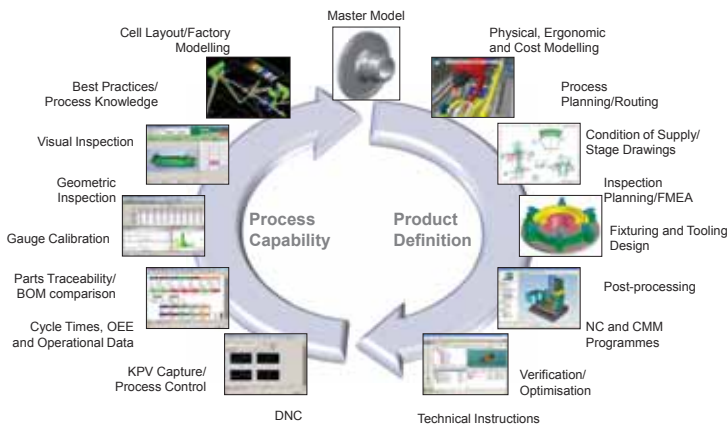 Master Model
Cell Layout/Factory
Modelling
Physical, Ergonomic
and Cost Modelling
Best Practices/
Process Knowledge
Process
Planning/Routing
Visual Inspection
Condition of Supply/
Stage Drawings
Geometric
Inspection
Inspection
Planning/FMEA
Process
Capability
Product
Definition
Gauge Calibration
Fixturing and Tooling
Design
Parts Traceability/
BOM comparison
Post-processing
Cycle Times, OEE
and Operational Data
NC and CMM
Programmes
KPV Capture/
Process Control
Verification/
Optimisation
DNC
Technical Instructions